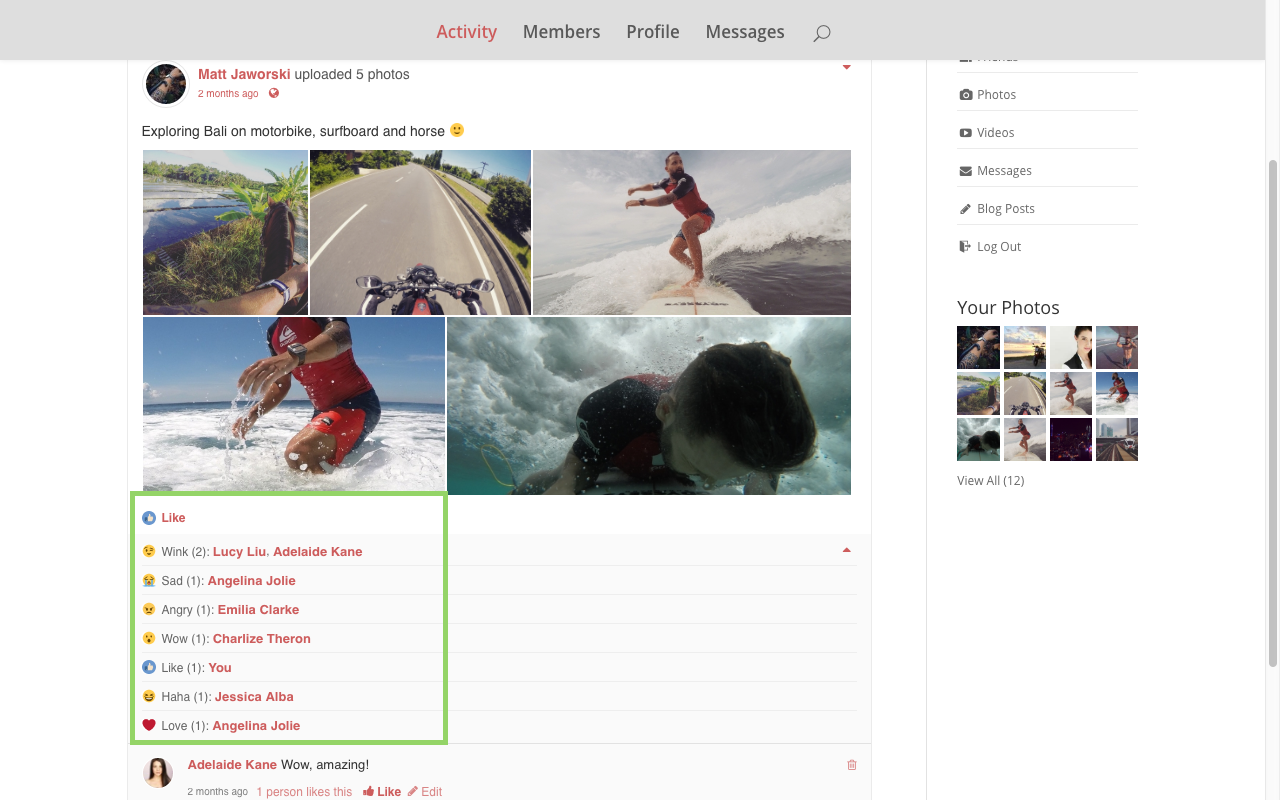 Activity Members Profile Messages
Matt Jaworski uploaded 5 photos
2 months ago
Exploring Bali on motorbike, surfboard and horse
Like
Wink (2): Lucy Liu, Adelaide Kane
Sad (1): Angelina Jolie
Angry (1): Emilia Clarke
Wow (1): Charlize Theron
Like (1): You
Haha (1): Jessica Alba
Love (1): Angelina Jolie
Adelaide Kane Wow, amazing!
2 months ago 1 person likes this Like Edit
Friends
Photos
Videos
Messages
Blog Posts
Log Out
Your Photos
View All (12)